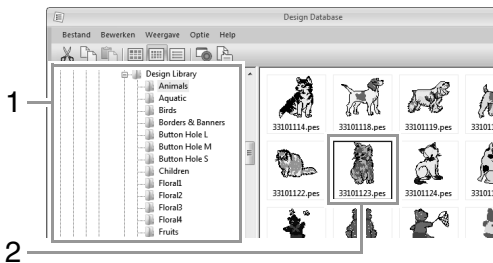 Design Database
Bestand Bewerken Weergave Optie Help
1
Design Library
Animals
Aquatic
Birds
Borders & Banners
Button Hole L
Button Hole M
Button Hole S
Children
Floral1
Floral2
Floral3
Floral4
Fruits
33101114.pes 33101118.pes 33101119.pes
33101122.pes 33101123.pes 33101124.pes
2